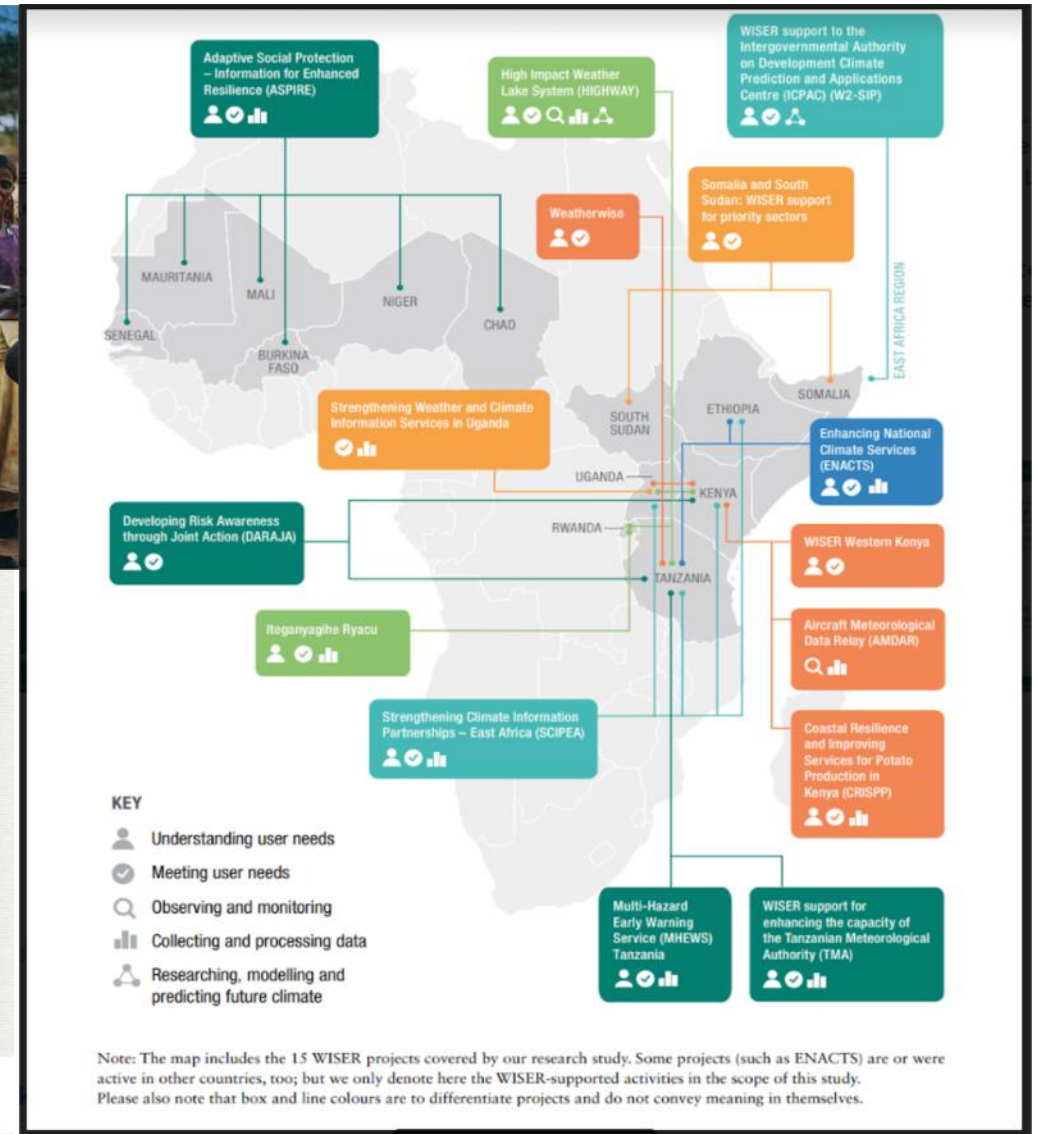 Adaptive Social Protection
– Information for Enhanced
Resilience (ASPIRE)
High Impact Weather
Lake System (HIGHWAY)
WISER support to the
Intergovernmental Authority
on Development Climate
Prediction and Applications
Centre (ICPAC) (W2-SIP)
Weatherwise
Somalia and South
Sudan: WISER support
for priority sectors
EAST AFRICA REGION
MAURITANIA
MALI
NIGER
CHAD
SENEGAL
BURKINA
FASO
SOUTH
SUDAN
ETHIOPIA
SOMALIA
Strengthening Weather and Climate
Information Services in Uganda
Enhancing National
Climate Services
(ENACTS)
UGANDA
KENYA
RWANDA
TANZANIA
Developing Risk Awareness
through Joint Action (DARAJA)
WISER Western Kenya
Iteganyagihe Ryacu
Aircraft Meteorological
Data Relay (AMDAR)
Strengthening Climate Information
Partnerships – East Africa (SCIPEA)
Coastal Resilience
and Improving
Services for Potato
Production in
Kenya (CRISPP)
KEY
Understanding user needs
Meeting user needs
Observing and monitoring
Collecting and processing data
Researching, modelling and
predicting future climate
Multi-Hazard
Early Warning
Service (MHEWS)
Tanzania
WISER support for
enhancing the capacity of
the Tanzanian Meteorological
Authority (TMA)
Note: The map includes the 15 WISER projects covered by our research study. Some projects (such as ENACTS) are or were
active in other countries, too; but we only denote here the WISER-supported activities in the scope of this study.
Please also note that box and line colours are to differentiate projects and do not convey meaning in themselves.